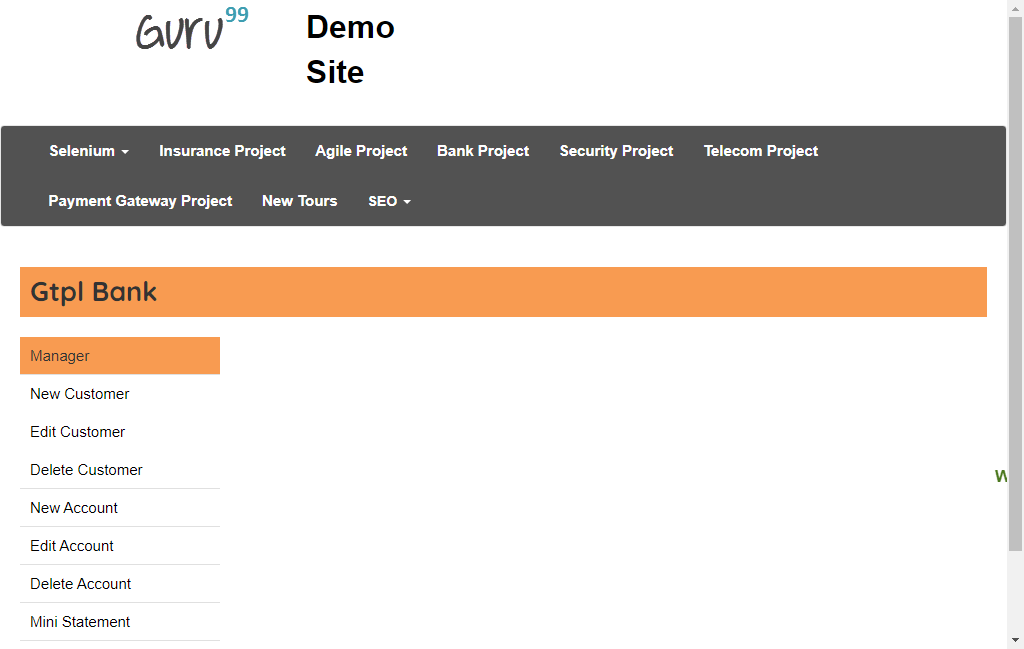 Guru99
Demo
Site
Selenium Insurance Project Agile Project Bank Project Security Project Telecom Project
Payment Gateway Project New Tours SEO
Gtpl Bank
Manager
New Customer
Edit Customer
Delete Customer
New Account
Edit Account
Delete Account
Mini Statement
W